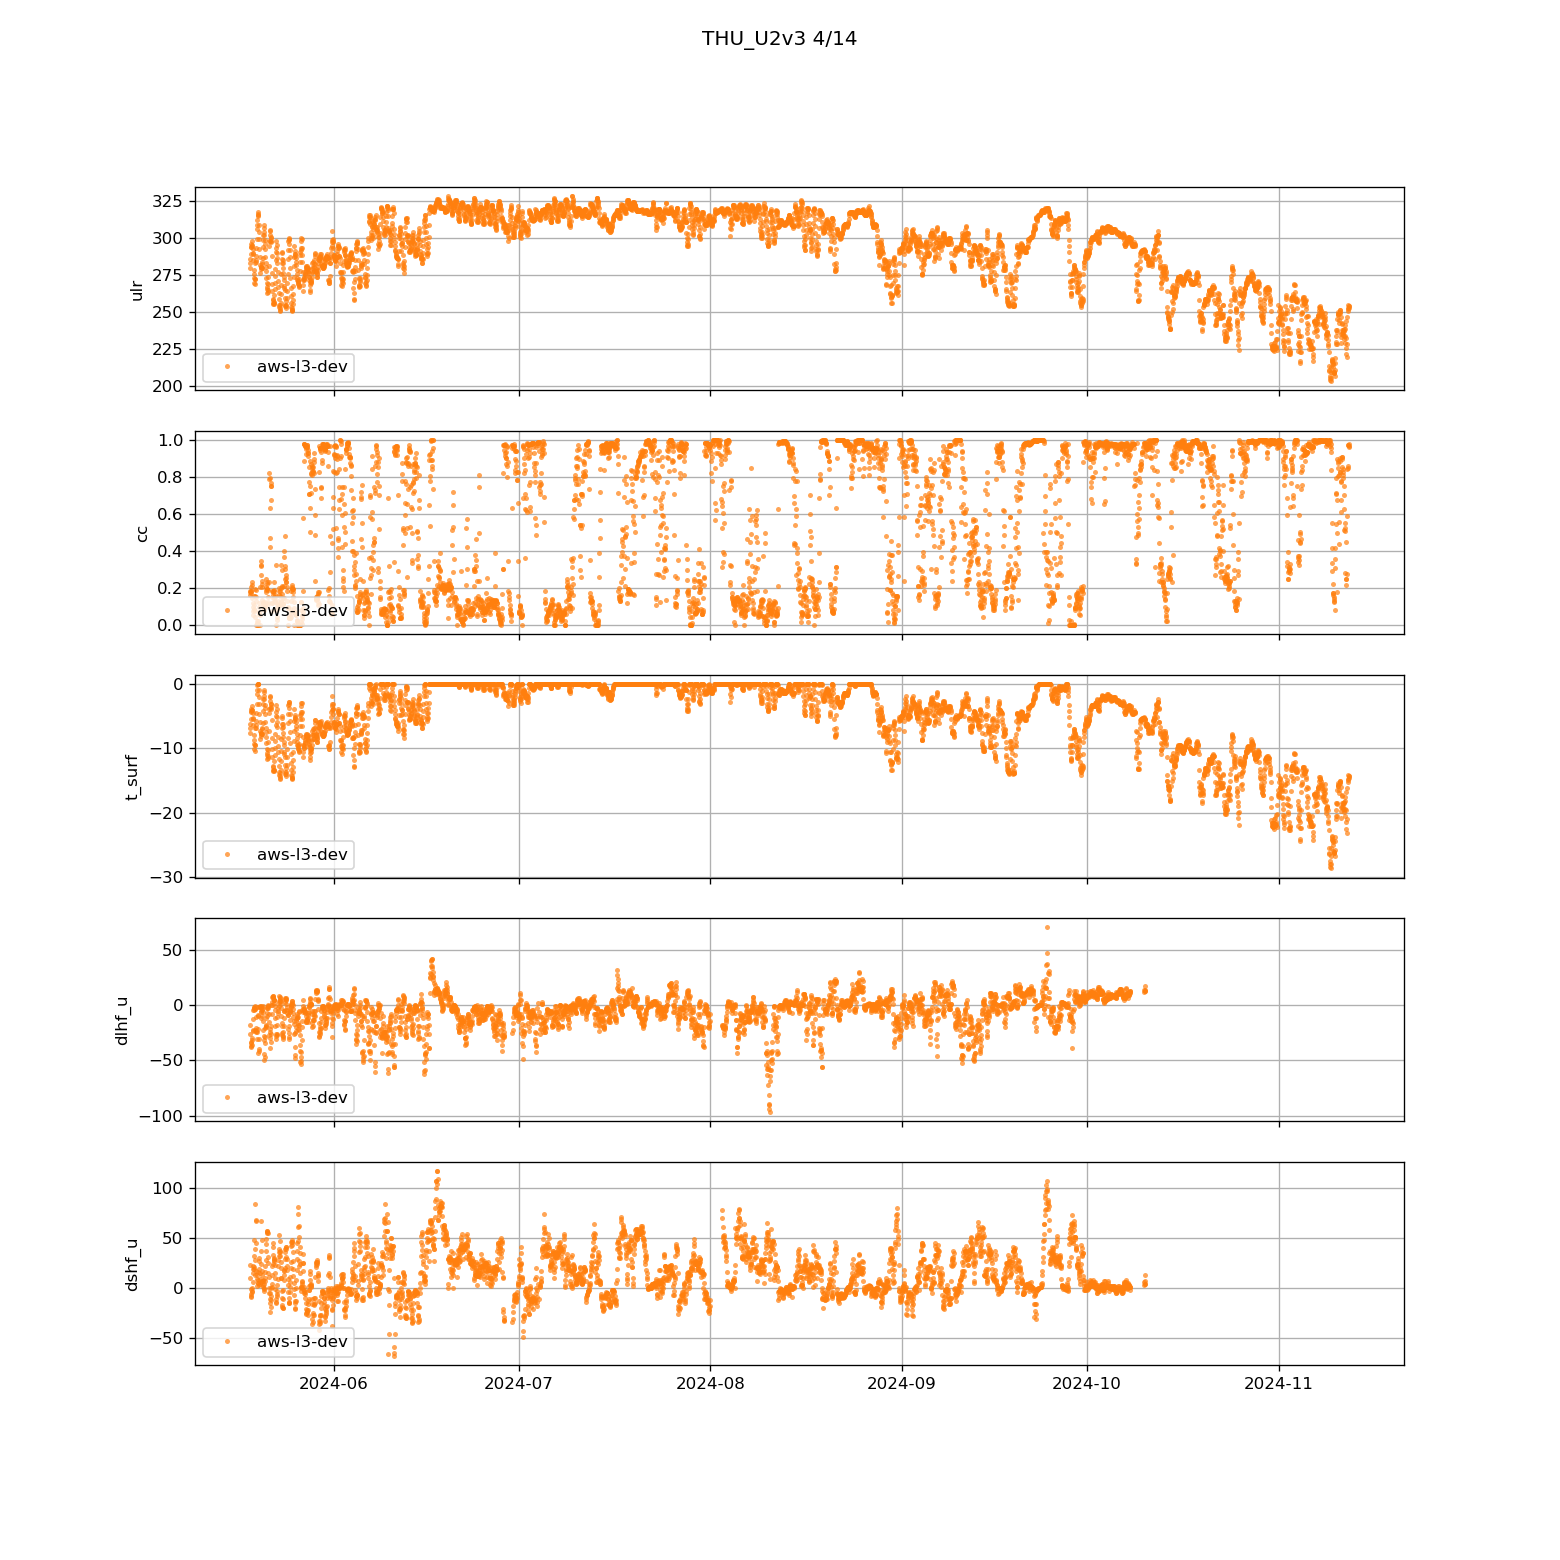 THU_U2v3 4/14
325
300
275
250
225
200
ulr
aws-l3-dev
1.0
0.8
0.6
0.4
0.2
0.0
cc
aws-l3-dev
0
−10
−20
−30
t_surf
aws-l3-dev
50
0
−50
−100
dlhf_u
aws-l3-dev
100
50
0
−50
dshf_u
aws-l3-dev
2024-06 2024-07 2024-08 2024-09 2024-10 2024-11